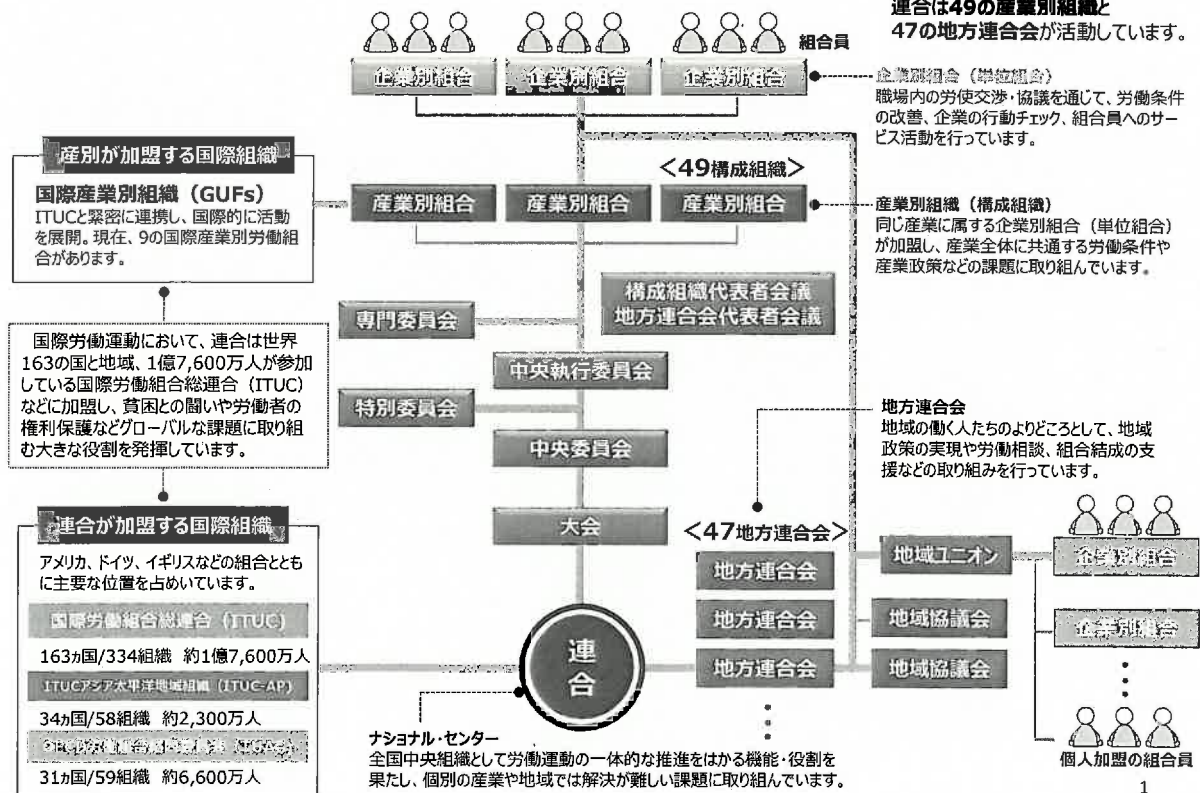 連合は49の産業別組織と
47の地方連合会が活動しています。
組合員
企業別組合
企業別組合
企業別組合
企業別組合（単位組合）
職場内の労使交渉・協議を通じて、労働条件
の改善、企業の行動チェック、組合員へのサー
ビス活動を行っています。
産別が加盟する国際組織
国際産業別組織（GUFs）
ITUCと緊密に連携し、国際的に活動
を展開。現在、9の国際産業別労働組
合があります。
＜49構成組織＞
産業別組合
産業別組合
産業別組合
産業別組織（構成組織）
同じ産業に属する企業別組合（単位組合）
が加盟し、産業全体に共通する労働条件や
産業政策などの課題に取り組んでいます。
構成組織代表者会議
地方連合会代表者会議
専門委員会
中央執行委員会
特別委員会
中央委員会
大会
国際労働運動において、連合は世界
163の国と地域、1億7,600万人が参加
している国際労働組合総連合（ITUC）
などに加盟し、貧困との闘いや労働者の
権利保護などグローバルな課題に取り組
む大きな役割を発揮しています。
地方連合会
地域の働く人たちのよりどころとして、地域
政策の実現や労働相談、組合結成の支
援などの取り組みを行っています。
連合が加盟する国際組織
アメリカ、ドイツ、イギリスなどの組合ととも
に主要な位置を占めいています。
国際労働組合総連合（ITUC）
163ヵ国/334組織 約1億7,600万人
ITUCアジア太平洋地域組織（ITUC-AP）
34ヵ国/58組織 約2,300万人
31ヵ国/59組織 約6,600万人
＜47地方連合会＞
地方連合会
地方連合会
地方連合会
地域ユニオン
地域協議会
地域協議会
企業別組合
企業別組合
個人加盟の組合員
連合
ナショナル・センター
全国中央組織として労働運動の一体的な推進をはかる機能・役割を
果たし、個別の産業や地域では解決が難しい課題に取り組んでいます。
1